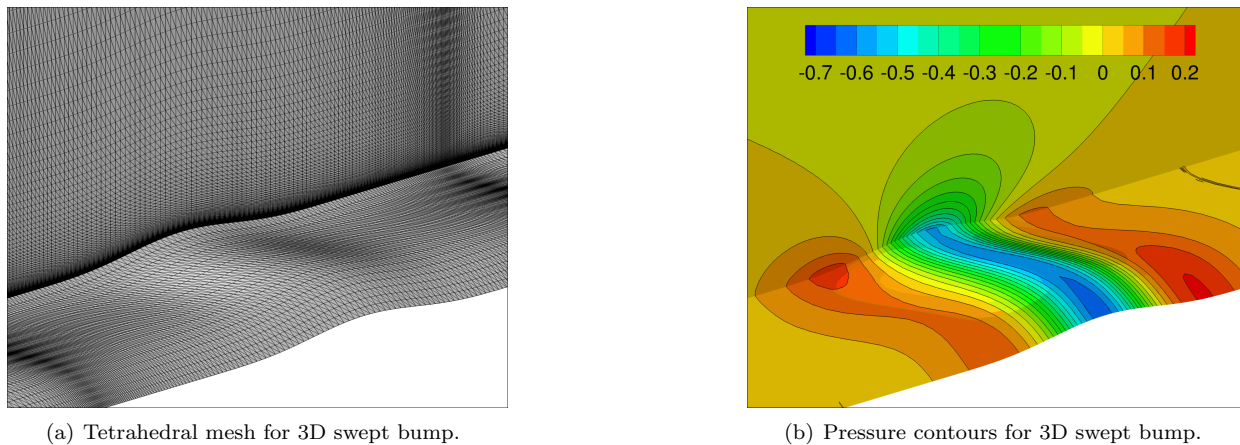 -0.7 -0.6 -0.5 -0.4 -0.3 -0.2 -0.1 0 0.1 0.2
(a) Tetrahedral mesh for 3D swept bump.
(b) Pressure contours for 3D swept bump.